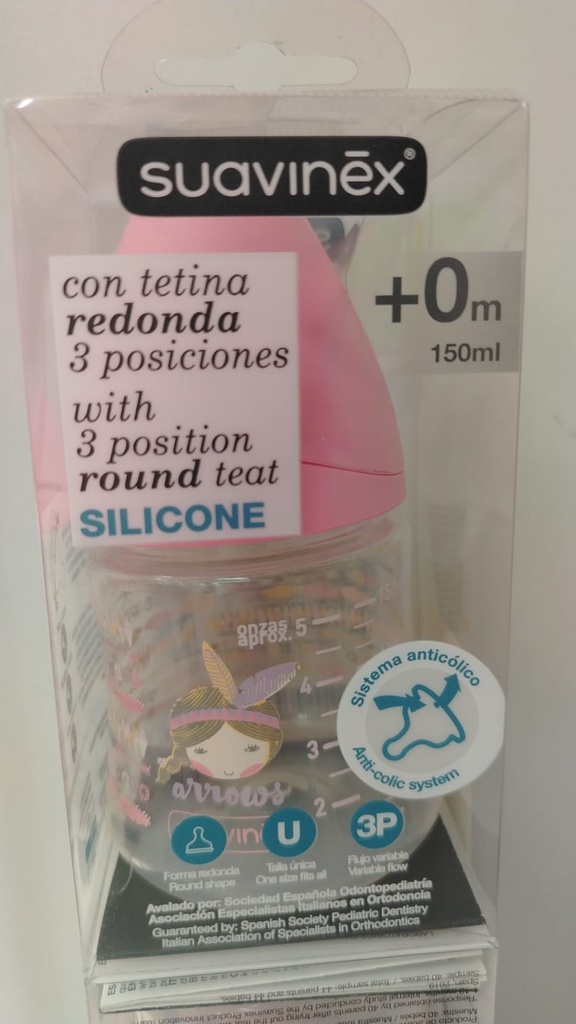 suavinēx®
con tetina
redonda
3 posiciones
with
3 position
round teat
SILICONE
+0m
150ml
onzas
aprox. 5
4
3
2
arrows
Sistema anticólico
Anti-colic system
U
3P
Forma redonda
Round shape
Talla única
One size fits all
Flujo variable
Variable flow
Avalado por: Sociedad Española Odontopediatría
Asociación Especialistas Italianos en Ortodoncia
Guaranteed by: Spanish Society Pediatric Dentistry
Italian Association of Specialists in Orthodontics